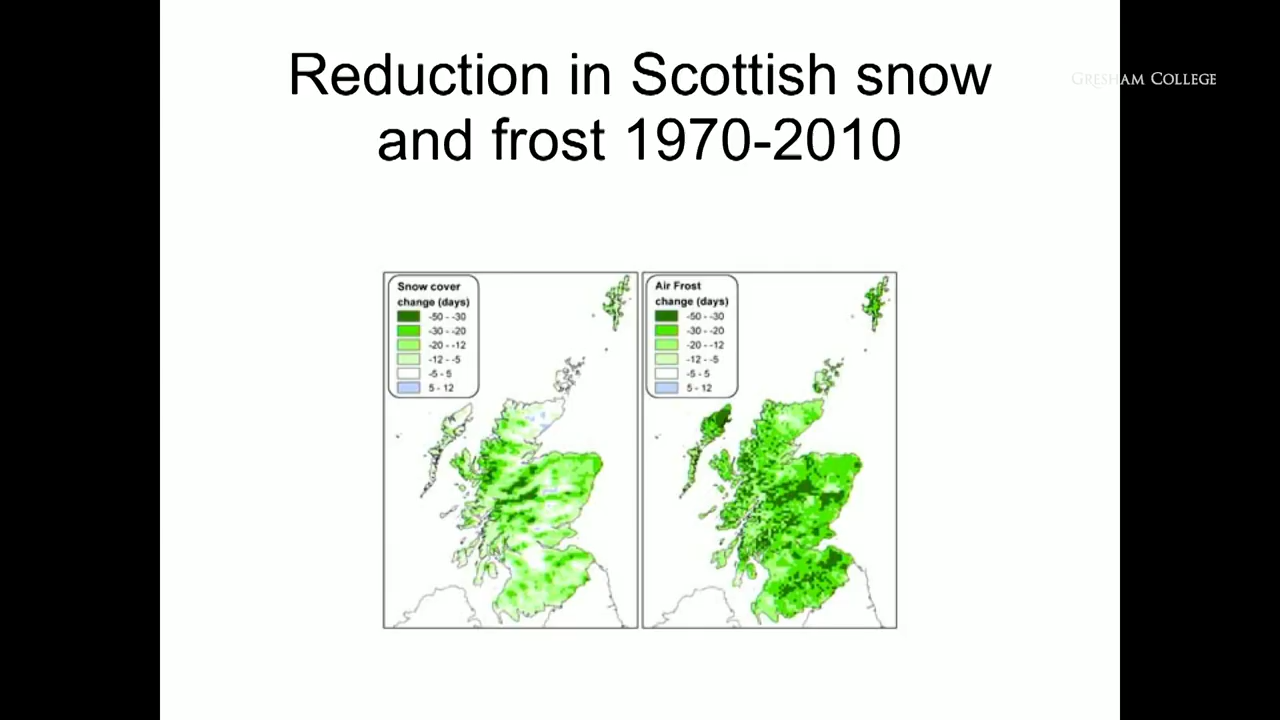 Reduction in Scottish snow
and frost 1970-2010
GRESHAM COLLEGE
Snow cover
change (days)
-50 - -30
-30 - -20
-20 - -12
-12 - -5
-5 - 5
5 - 12
Air Frost
change (days)
-50 - -30
-30 - -20
-20 - -12
-12 - -5
-5 - 5
5 - 12